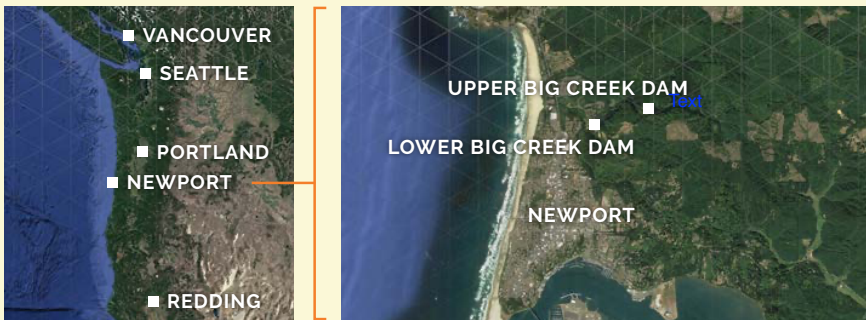 VANCOUVER
SEATTLE
PORTLAND
NEWPORT
REDDING
UPPER BIG CREEK DAM
Text
LOWER BIG CREEK DAM
NEWPORT